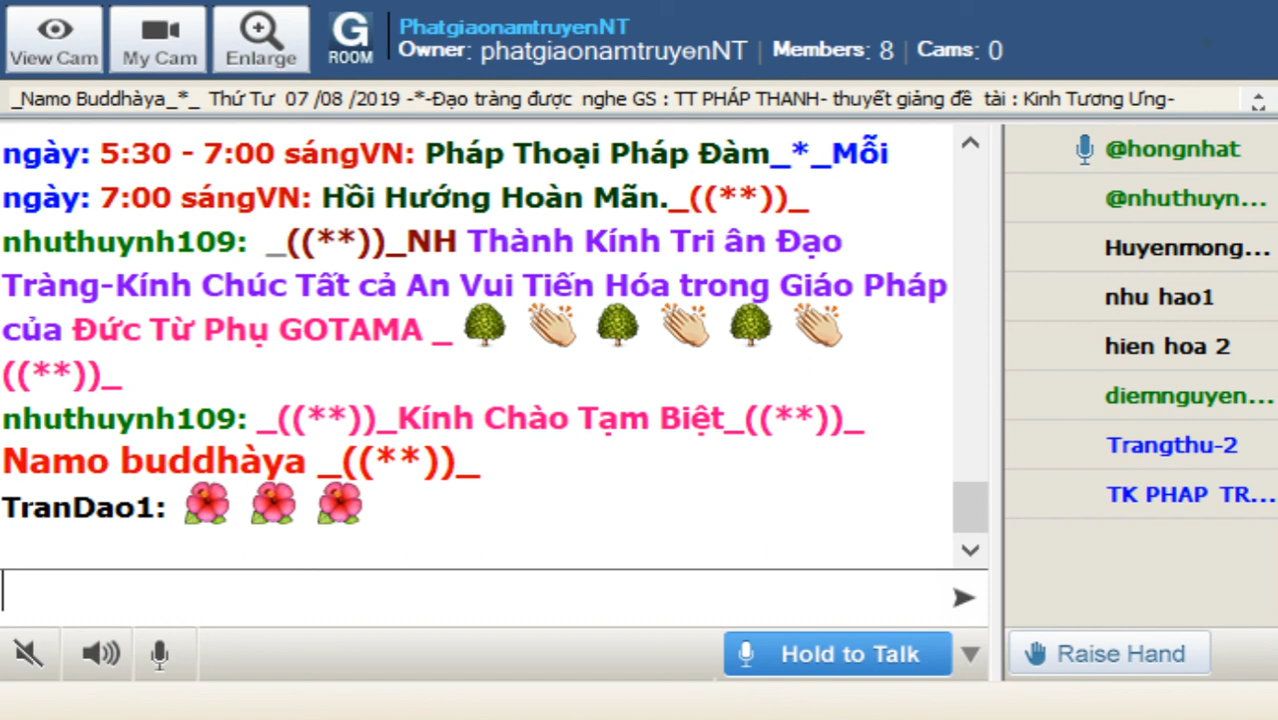 View Cam
My Cam
Enlarge
G
ROOM
PhatgiaonamtruyenNT
Owner: phatgiaonamtruyenNT | Members: 8 | Cams: 0
_Namo Buddhàya_*_ Thứ Tư 07 /08 /2019 -*-Đạo tràng được nghe GS : TT PHÁP THANH- thuyết giảng đề tài : Kinh Tương Ưng-
ngày: 5:30 - 7:00 sángVN: Pháp Thoại Pháp Đàm_*_Mỗi
ngày: 7:00 sángVN: Hồi Hướng Hoàn Mãn._((**))_
nhuthuynh109: _((**))_NH Thành Kính Tri ân Đạo
Tràng-Kính Chúc Tất cả An Vui Tiến Hóa trong Giáo Pháp
của Đức Từ Phụ GOTAMA _
((**))_
nhuthuynh109: _((**))_Kính Chào Tạm Biệt_((**))_
Namo buddhàya _((**))_
TranDao1:
@hongnhat
@nhuthuyn...
Huyenmong...
nhu hao1
hien hoa 2
diemnguyen...
Trangthu-2
TK PHAP TR...
Hold to Talk
Raise Hand